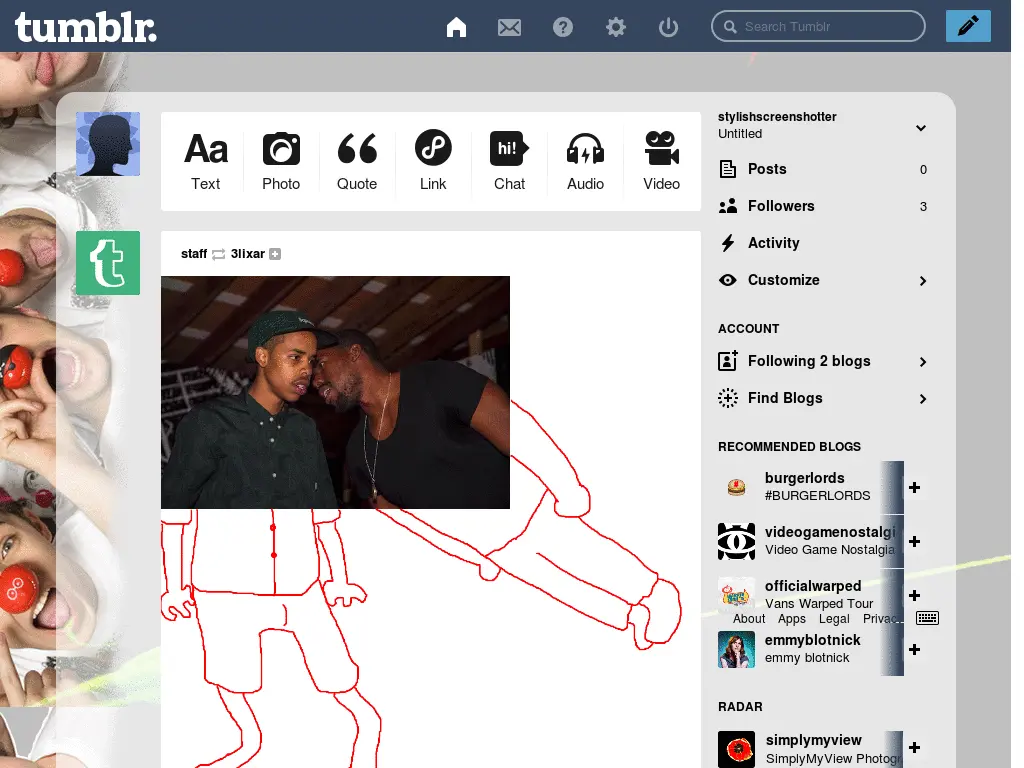 tumblr.
Search Tumblr
Aa
hi!
Text
Photo
Quote
Link
Chat
Audio
Video
staff
3lixar
t
stylishscreenshotter
Untitled
Posts
0
Followers
3
Activity
Customize
ACCOUNT
Following 2 blogs
Find Blogs
RECOMMENDED BLOGS
burgerlords
#BURGERLORDS
videogamenostalgi
Video Game Nostalgia
officialwarped
Vans Warped Tour
About Apps Legal Privac
emmyblotnick
emmy blotnick
RADAR
simplymyview
SimplyMyView Photogr